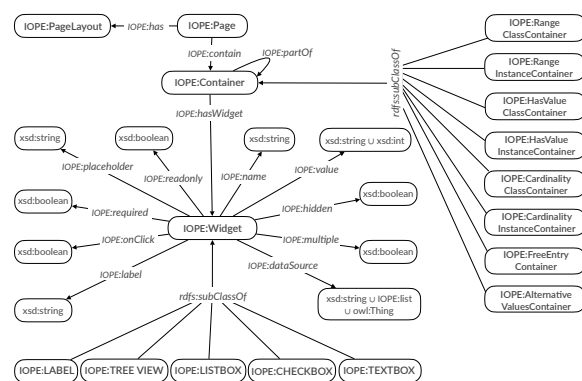 IOPE:PageLayout
IOPE:has
IOPE:Page
IOPE:contain
IOPE:partOf
IOPE:Container
IOPE:hasWidget
rdfs:subClassOf
IOPE:Range
ClassContainer
IOPE:Range
InstanceContainer
IOPE:HasValue
ClassContainer
IOPE:HasValue
InstanceContainer
IOPE:Cardinality
ClassContainer
IOPE:Cardinality
InstanceContainer
IOPE:FreeEntry
Container
IOPE:Alternative
ValuesContainer
xsd:string
xsd:boolean
xsd:string
xsd:string ∪ xsd:int
IOPE:placeholder
IOPE:readonly
IOPE:name
IOPE:value
xsd:boolean
IOPE:required
IOPE:hidden
xsd:boolean
IOPE:Widget
xsd:boolean
IOPE:onClick
IOPE:multiple
xsd:boolean
IOPE:label
IOPE:dataSource
xsd:string
rdfs:subClassOf
xsd:string ∪ IOPE:list
∪ owl:Thing
IOPE:LABEL
IOPE:TREE VIEW
IOPE:LISTBOX
IOPE:CHECKBOX
IOPE:TEXTBOX